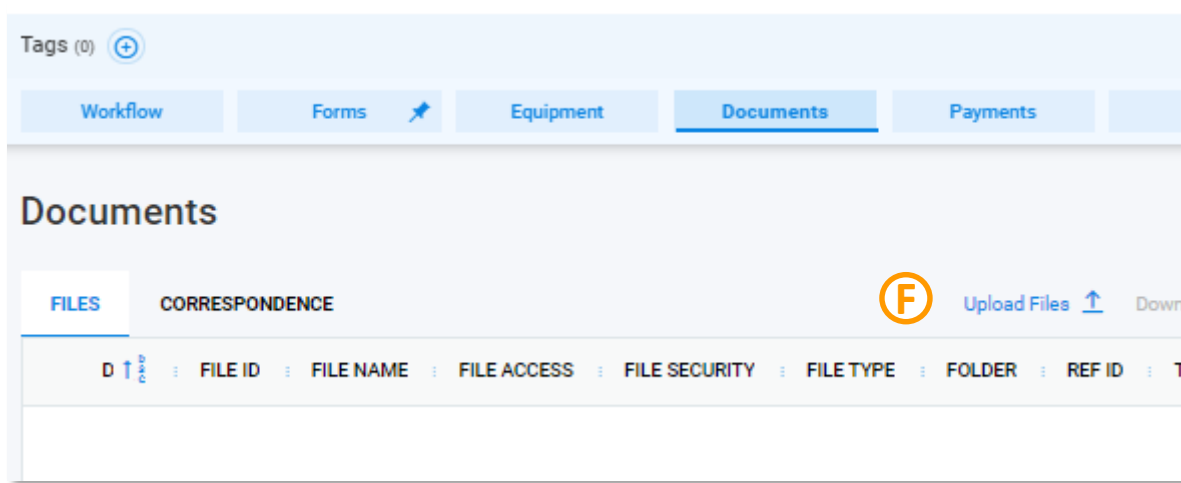 Tags (0)
Workflow Forms Equipment Documents Payments
Documents
FILES CORRESPONDENCE F Upload Files Down
D FILE ID FILE NAME FILE ACCESS FILE SECURITY FILE TYPE FOLDER REF ID T